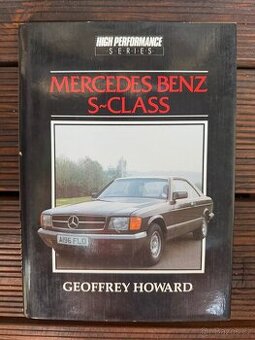 HIGH PERFORMANCE
SERIES
MERCEDES BENZ
S~CLASS
A196 FLO
GEOFFREY HOWARD